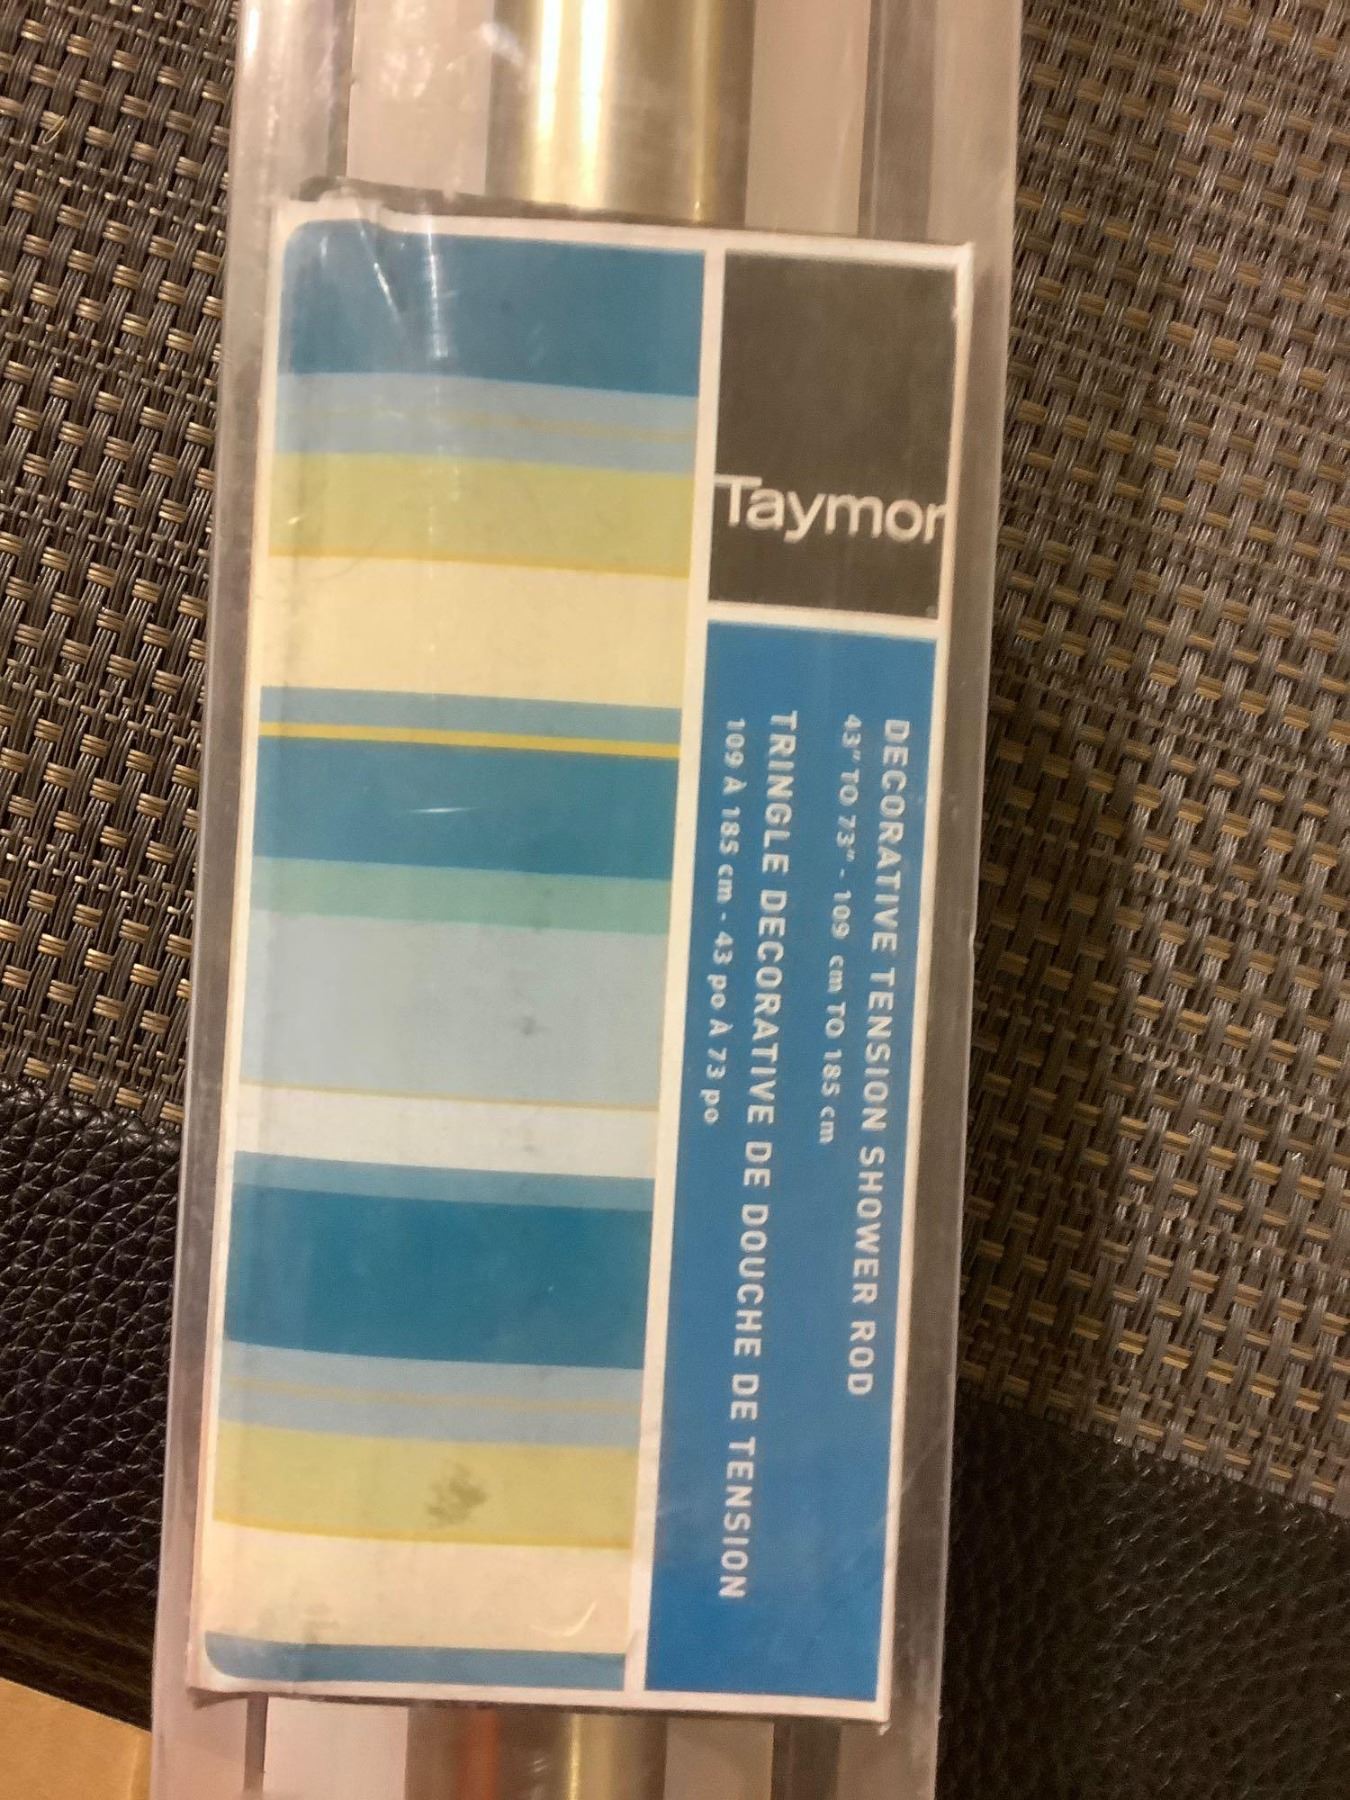 Taymor
DECORATIVE TENSION SHOWER ROD
43" TO 73" - 109 cm TO 185 cm
TRINGLE DECORATIVE DE DOUCHE DE TENSION
109 À 185 cm - 43 po À 73 po